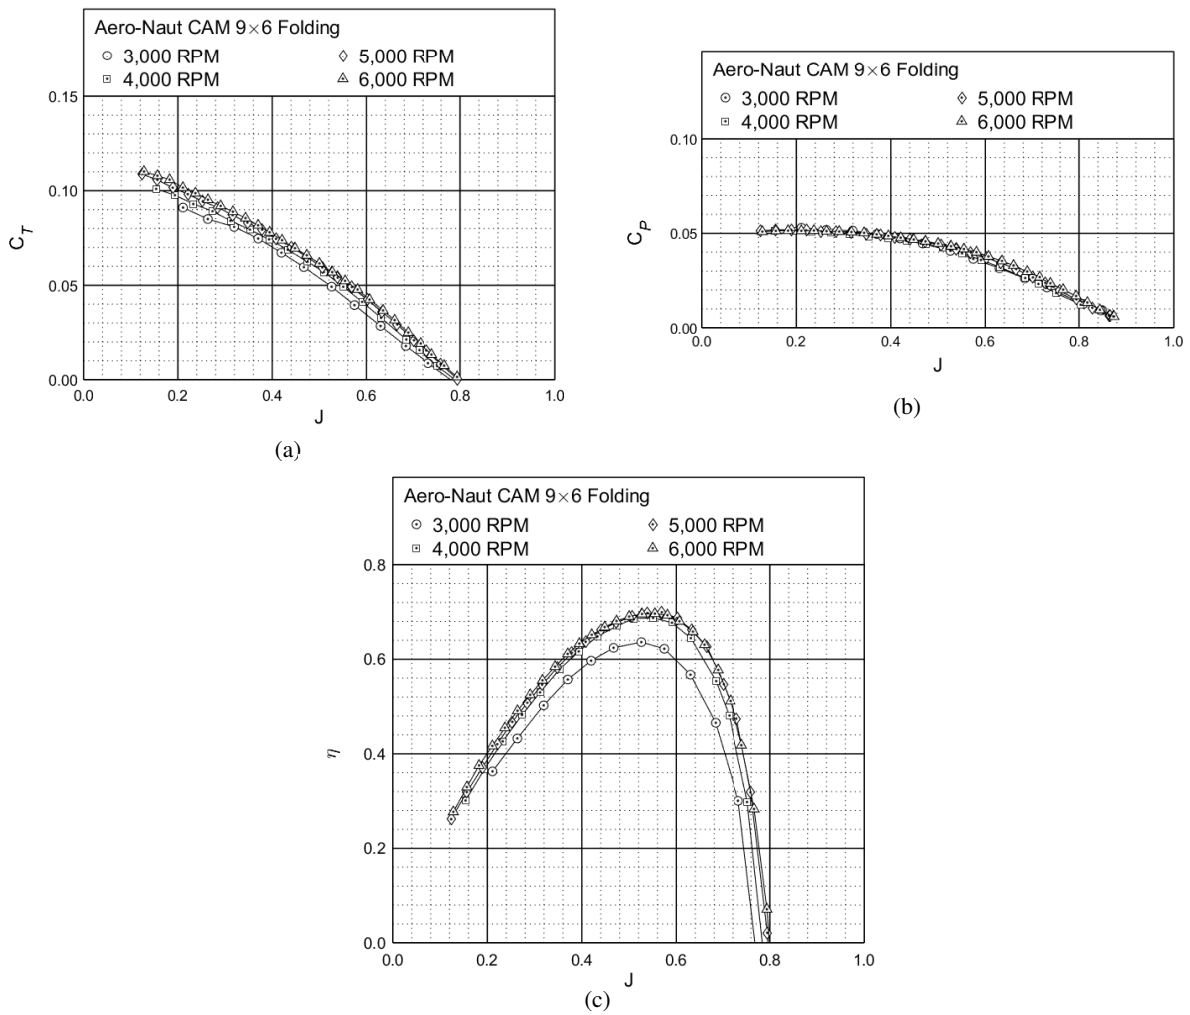 Aero-Naut CAM 9×6 Folding
3,000 RPM 5,000 RPM
4,000 RPM 6,000 RPM
0.15
0.10
0.05
0.00
C_T
0.0 0.2 0.4 0.6 0.8 1.0
J
(a)
Aero-Naut CAM 9×6 Folding
3,000 RPM 5,000 RPM
4,000 RPM 6,000 RPM
0.10
0.05
0.00
C_P
0.0 0.2 0.4 0.6 0.8 1.0
J
(b)
Aero-Naut CAM 9×6 Folding
3,000 RPM 5,000 RPM
4,000 RPM 6,000 RPM
0.8
0.6
0.4
0.2
0.0
η
0.0 0.2 0.4 0.6 0.8 1.0
J
(c)